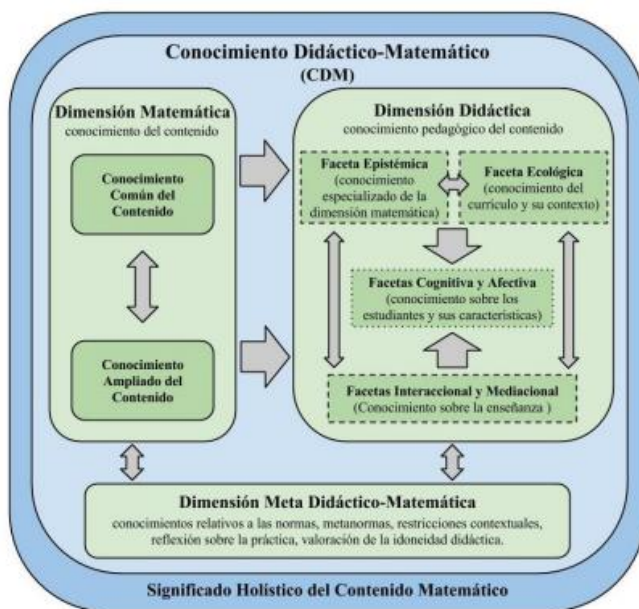 Conocimiento Didáctico-Matemático
(CDM)
Dimensión Matemática
conocimiento del contenido
Conocimiento
Común del
Contenido
Conocimiento
Ampliado del
Contenido
Dimensión Didáctica
conocimiento pedagógico del contenido
Faceta Epistémica
(conocimiento
especializado de la
dimensión matemática)
Faceta Ecológica
(conocimiento del
currículo y su contexto)
Facetas Cognitiva y Afectiva
(conocimiento sobre los
estudiantes y sus características)
Facetas Interaccional y Mediacional
(Conocimiento sobre la enseñanza )
Dimensión Meta Didáctico-Matemática
conocimientos relativos a las normas, metanormas, restricciones contextuales,
reflexión sobre la práctica, valoración de la idoneidad didáctica.
Significado Holístico del Contenido Matemático